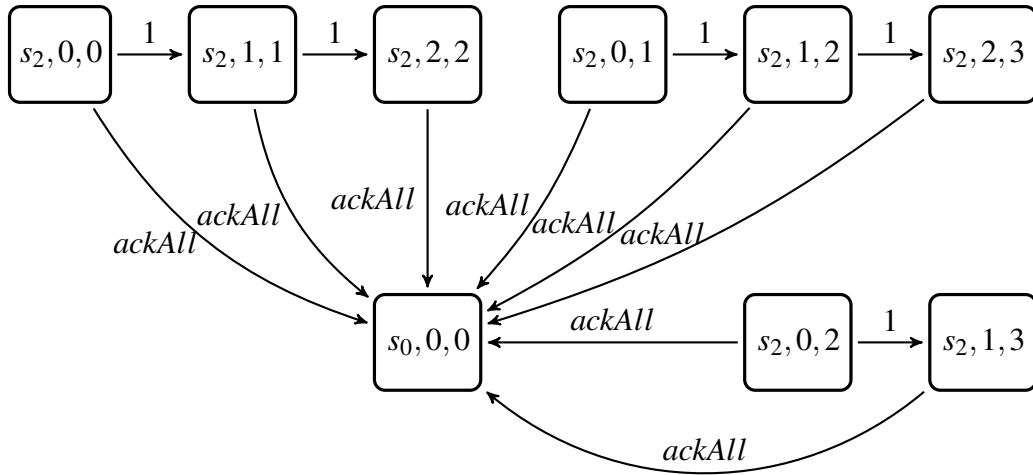 1 1 1 1
s₂,0,0 s₂,1,1 s₂,2,2 s₂,0,1 s₂,1,2 s₂,2,3
ackAll ackAll
ackAll ackAll ackAll
ackAll
ackAll 1
s₀,0,0 s₂,0,2 s₂,1,3
ackAll